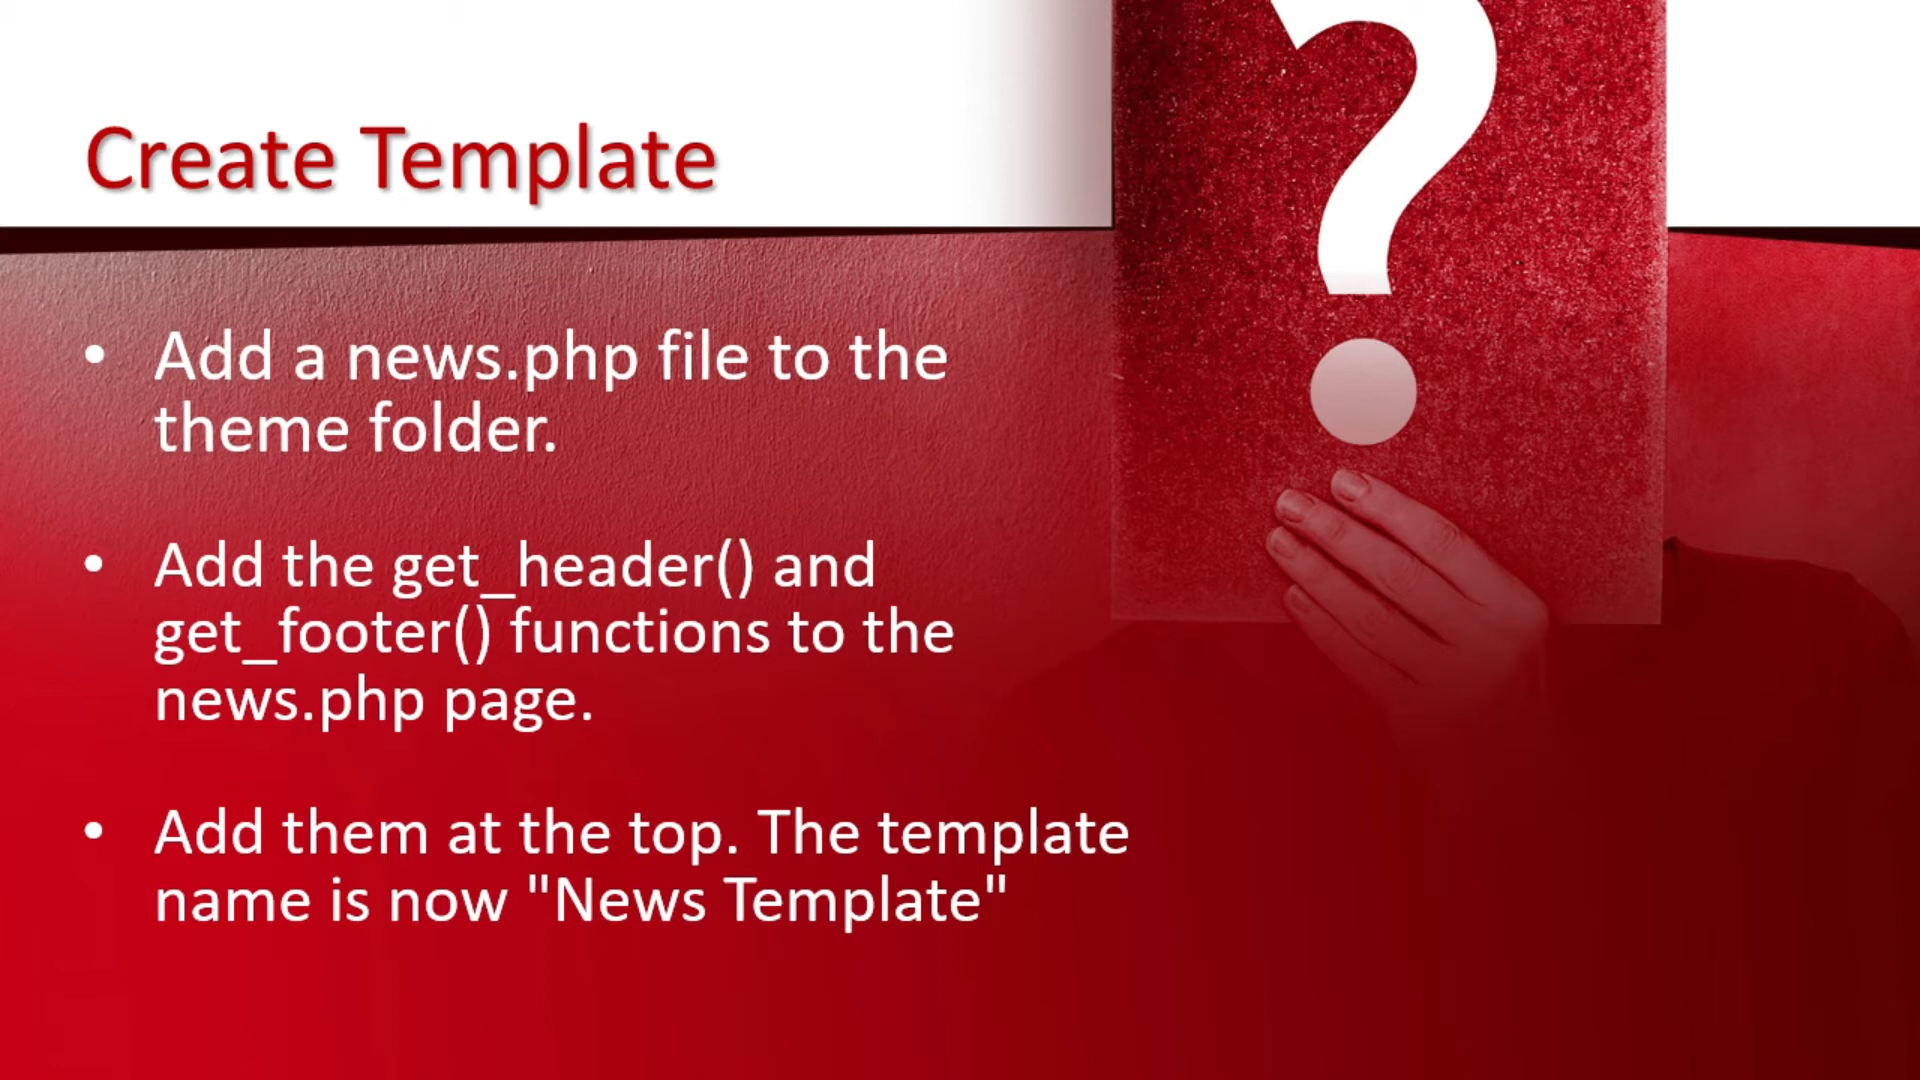 Create Template
?
• Add a news.php file to the
theme folder.
• Add the get_header() and
get_footer() functions to the
news.php page.
• Add them at the top. The template
name is now "News Template"